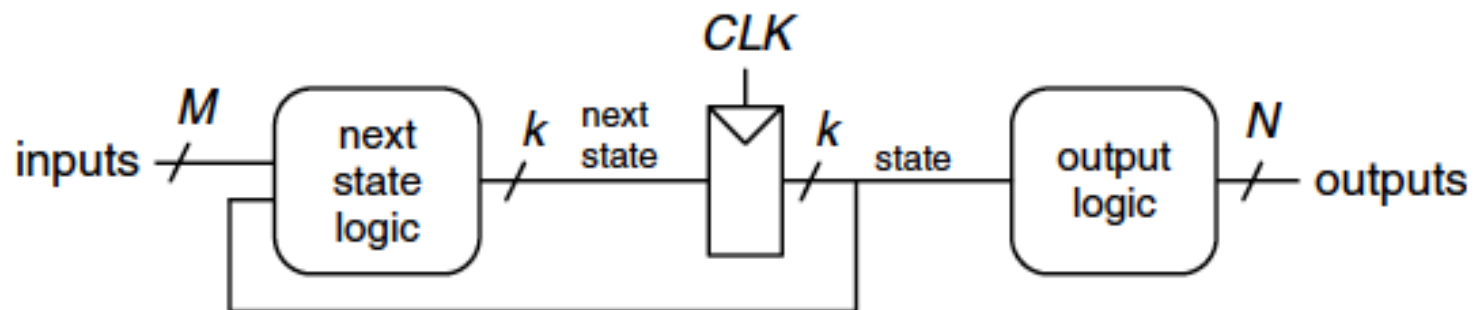 CLK
inputs
M
next
state
logic
k
next
state
k
state
output
logic
N
outputs